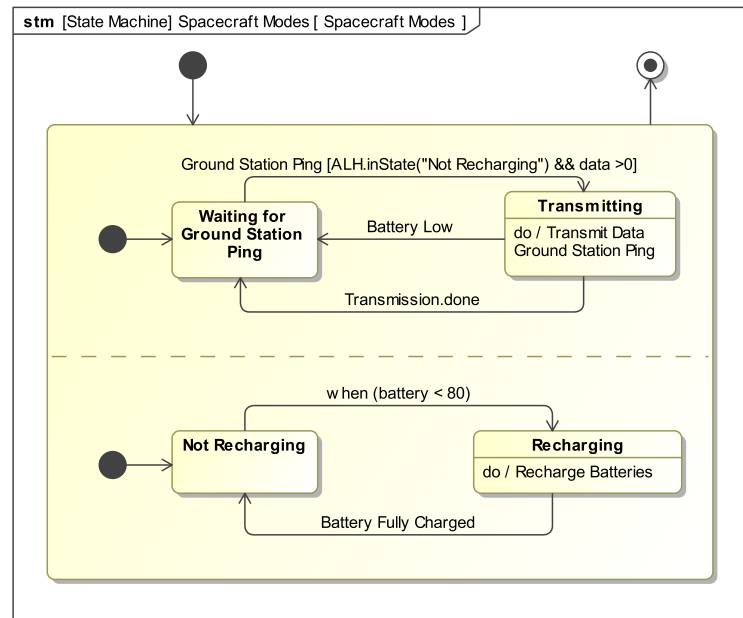 stm [State Machine] Spacecraft Modes [ Spacecraft Modes ]
Ground Station Ping [ALH.inState("Not Recharging") && data >0]
Waiting for
Ground Station
Ping
Battery Low
Transmitting
do / Transmit Data
Ground Station Ping
Transmission.done
when (battery < 80)
Not Recharging
Recharging
do / Recharge Batteries
Battery Fully Charged